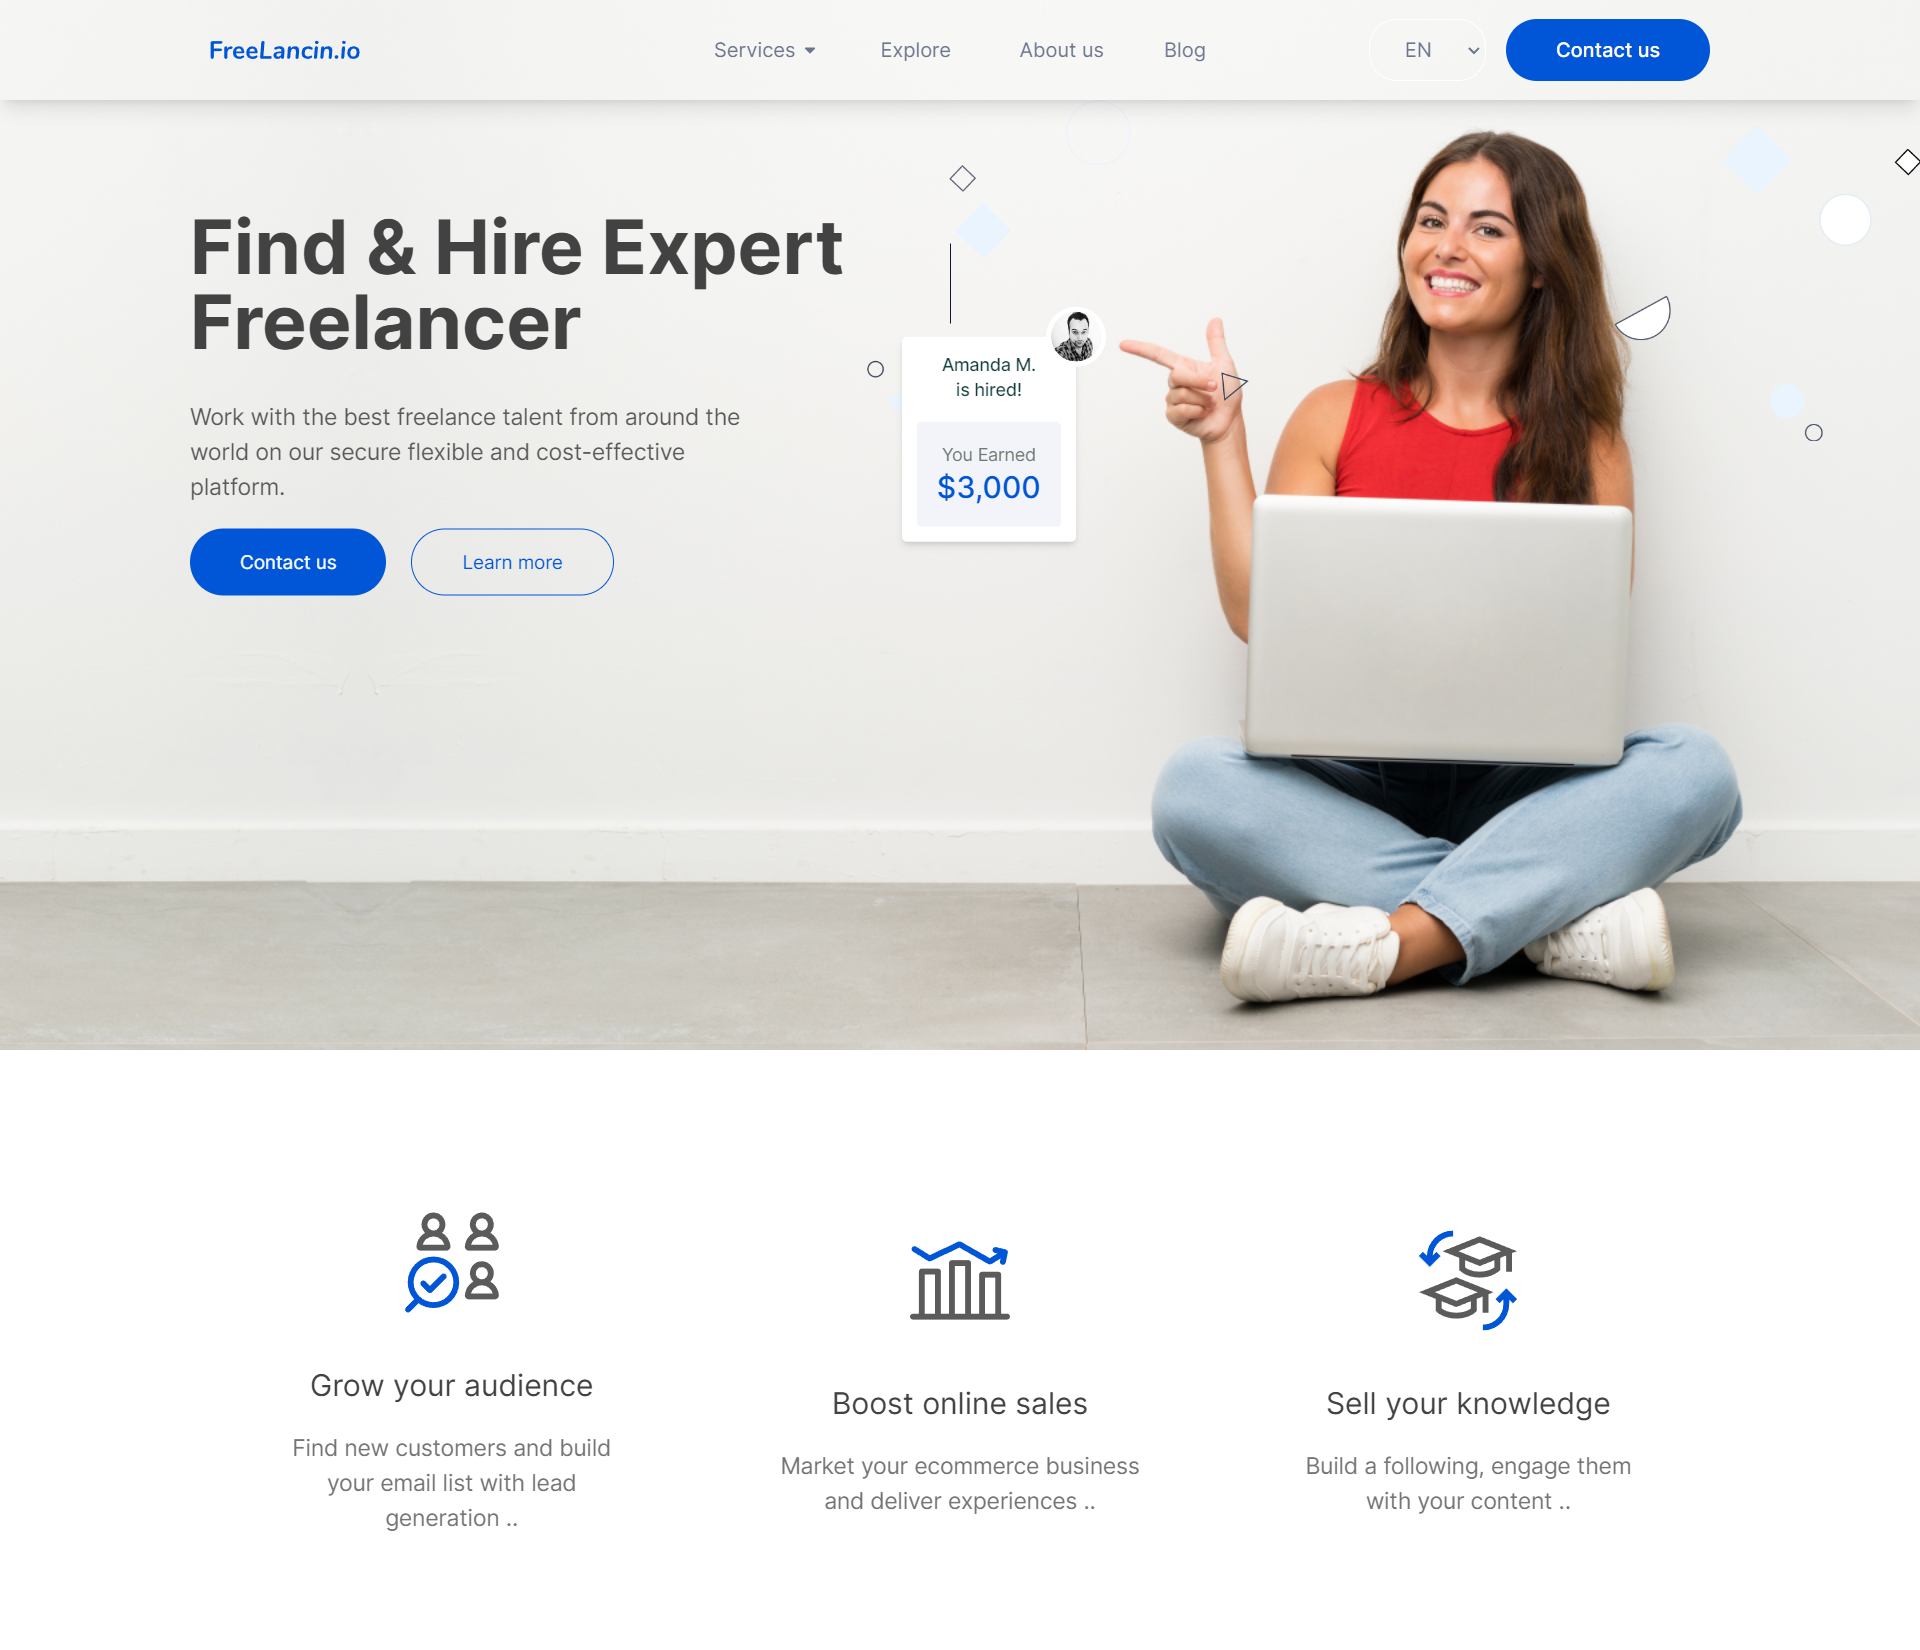 FreeLancin.io
Services
Explore
About us
Blog
EN
Contact us
Find & Hire Expert
Freelancer
Work with the best freelance talent from around the
world on our secure flexible and cost-effective
platform.
Contact us
Learn more
Amanda M.
is hired!
You Earned
$3,000
Grow your audience
Find new customers and build
your email list with lead
generation ..
Boost online sales
Market your ecommerce business
and deliver experiences ..
Sell your knowledge
Build a following, engage them
with your content ..